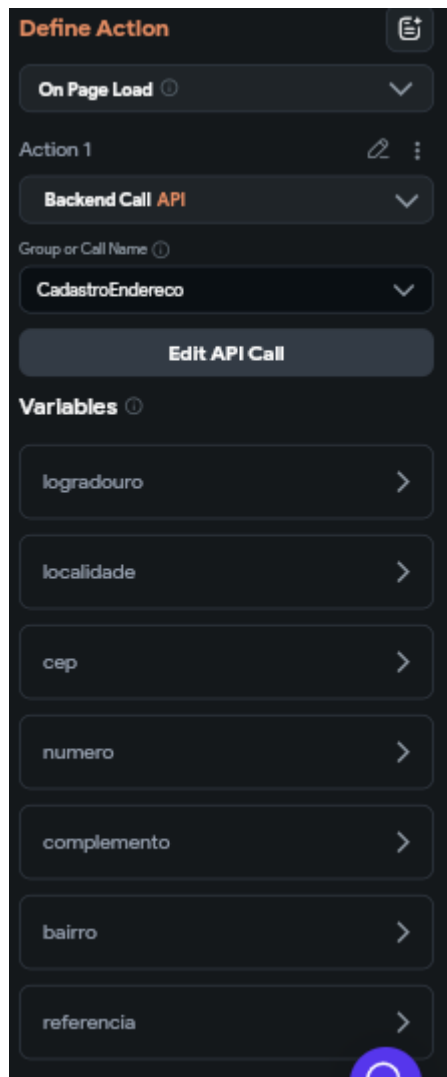 Define Action
On Page Load
Action 1
Backend Call API
Group or Call Name
CadastroEndereco
Edit API Call
Variables
logradouro
localidade
cep
numero
complemento
bairro
referencia